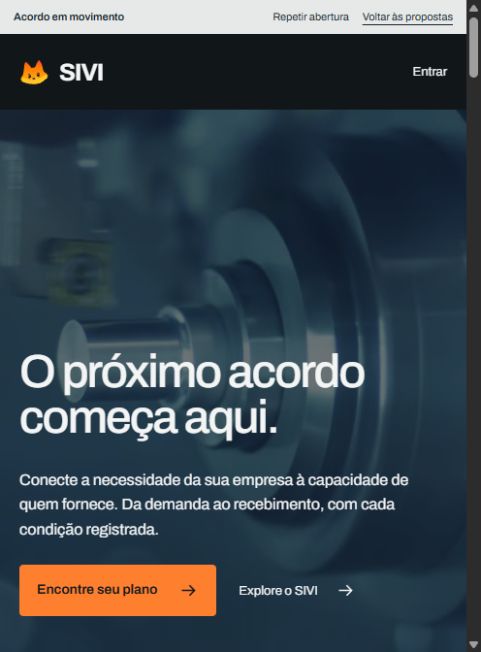 Acordo em movimento
Repetir abertura
Voltar às propostas
SIVI
Entrar
O próximo acordo
começa aqui.
Conecte a necessidade da sua empresa à capacidade de
quem fornece. Da demanda ao recebimento, com cada
condição registrada.
Encontre seu plano →
Explore o SIVI →